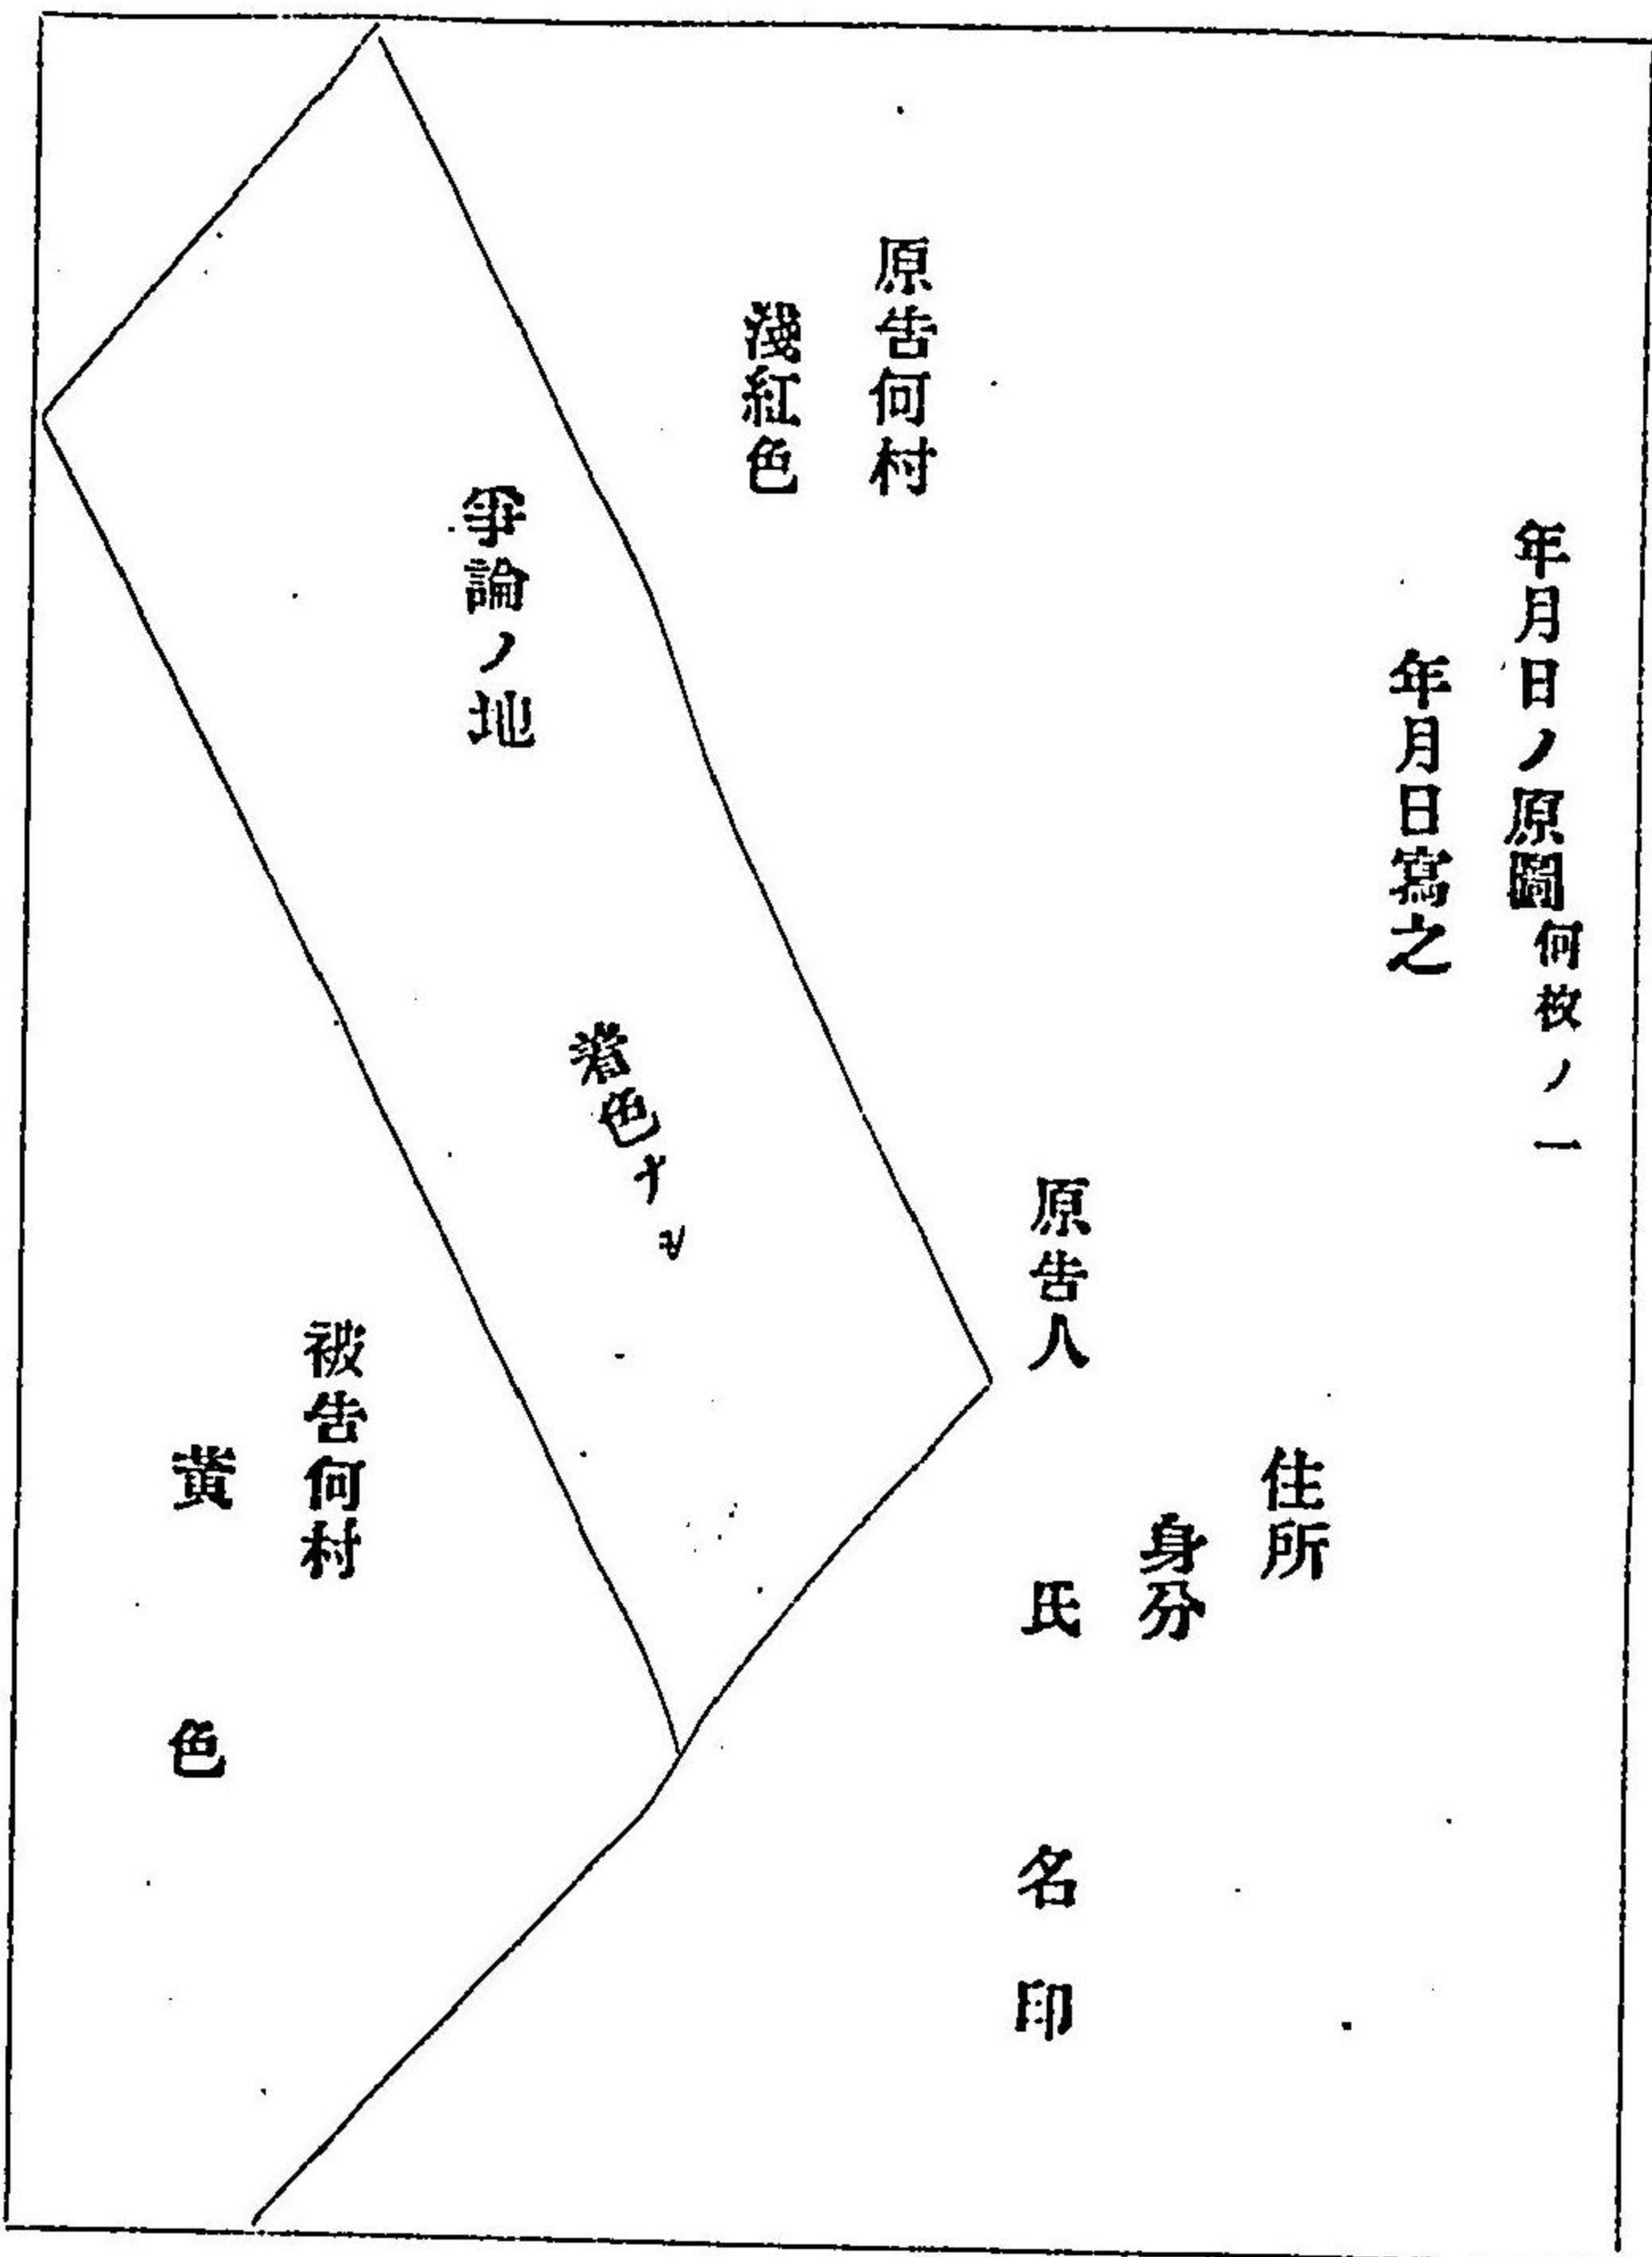 年月日ノ原圖何枚ノ一
年月日寫之
住所
身分
原告人 氏名印
原告何村
淺紅色
爭論ノ地
着色ナシ
被告何村
黄色